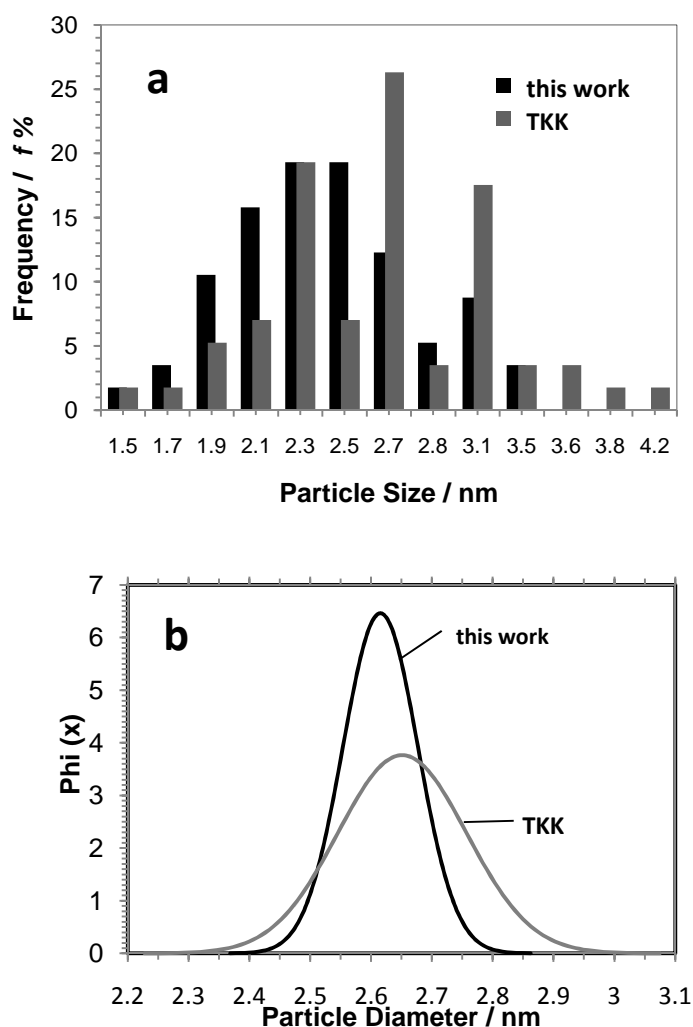 30
25
20
15
10
5
0
Frequency / f %
a
this work
TKK
1.5 1.7 1.9 2.1 2.3 2.5 2.7 2.8 3.1 3.5 3.6 3.8 4.2
Particle Size / nm
7
6
5
4
3
2
1
0
Phi (x)
b
this work
TKK
2.2 2.3 2.4 2.5 2.6 2.7 2.8 2.9 3 3.1
Particle Diameter / nm